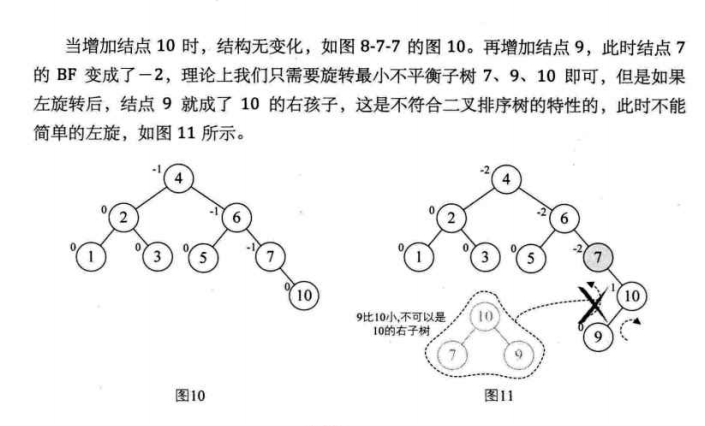 当增加结点 10 时，结构无变化，如图 8-7-7 的图 10。再增加结点 9，此时结点 7
的 BF 变成了－2，理论上我们只需要旋转最小不平衡子树 7、9、10 即可，但是如果
左旋转后，结点 9 就成了 10 的右孩子，这是不符合二叉排序树的特性的，此时不能
简单的左旋，如图 11 所示。
-1 4
0 2
-1 6
0 1
0 3
0 5
-1 7
0 10
图10
-2 4
0 2
-2 6
0 1
0 3
0 5
-2 7
1 10
0 9
9比10小,不可以是
10的右子树
10
7
9
图11